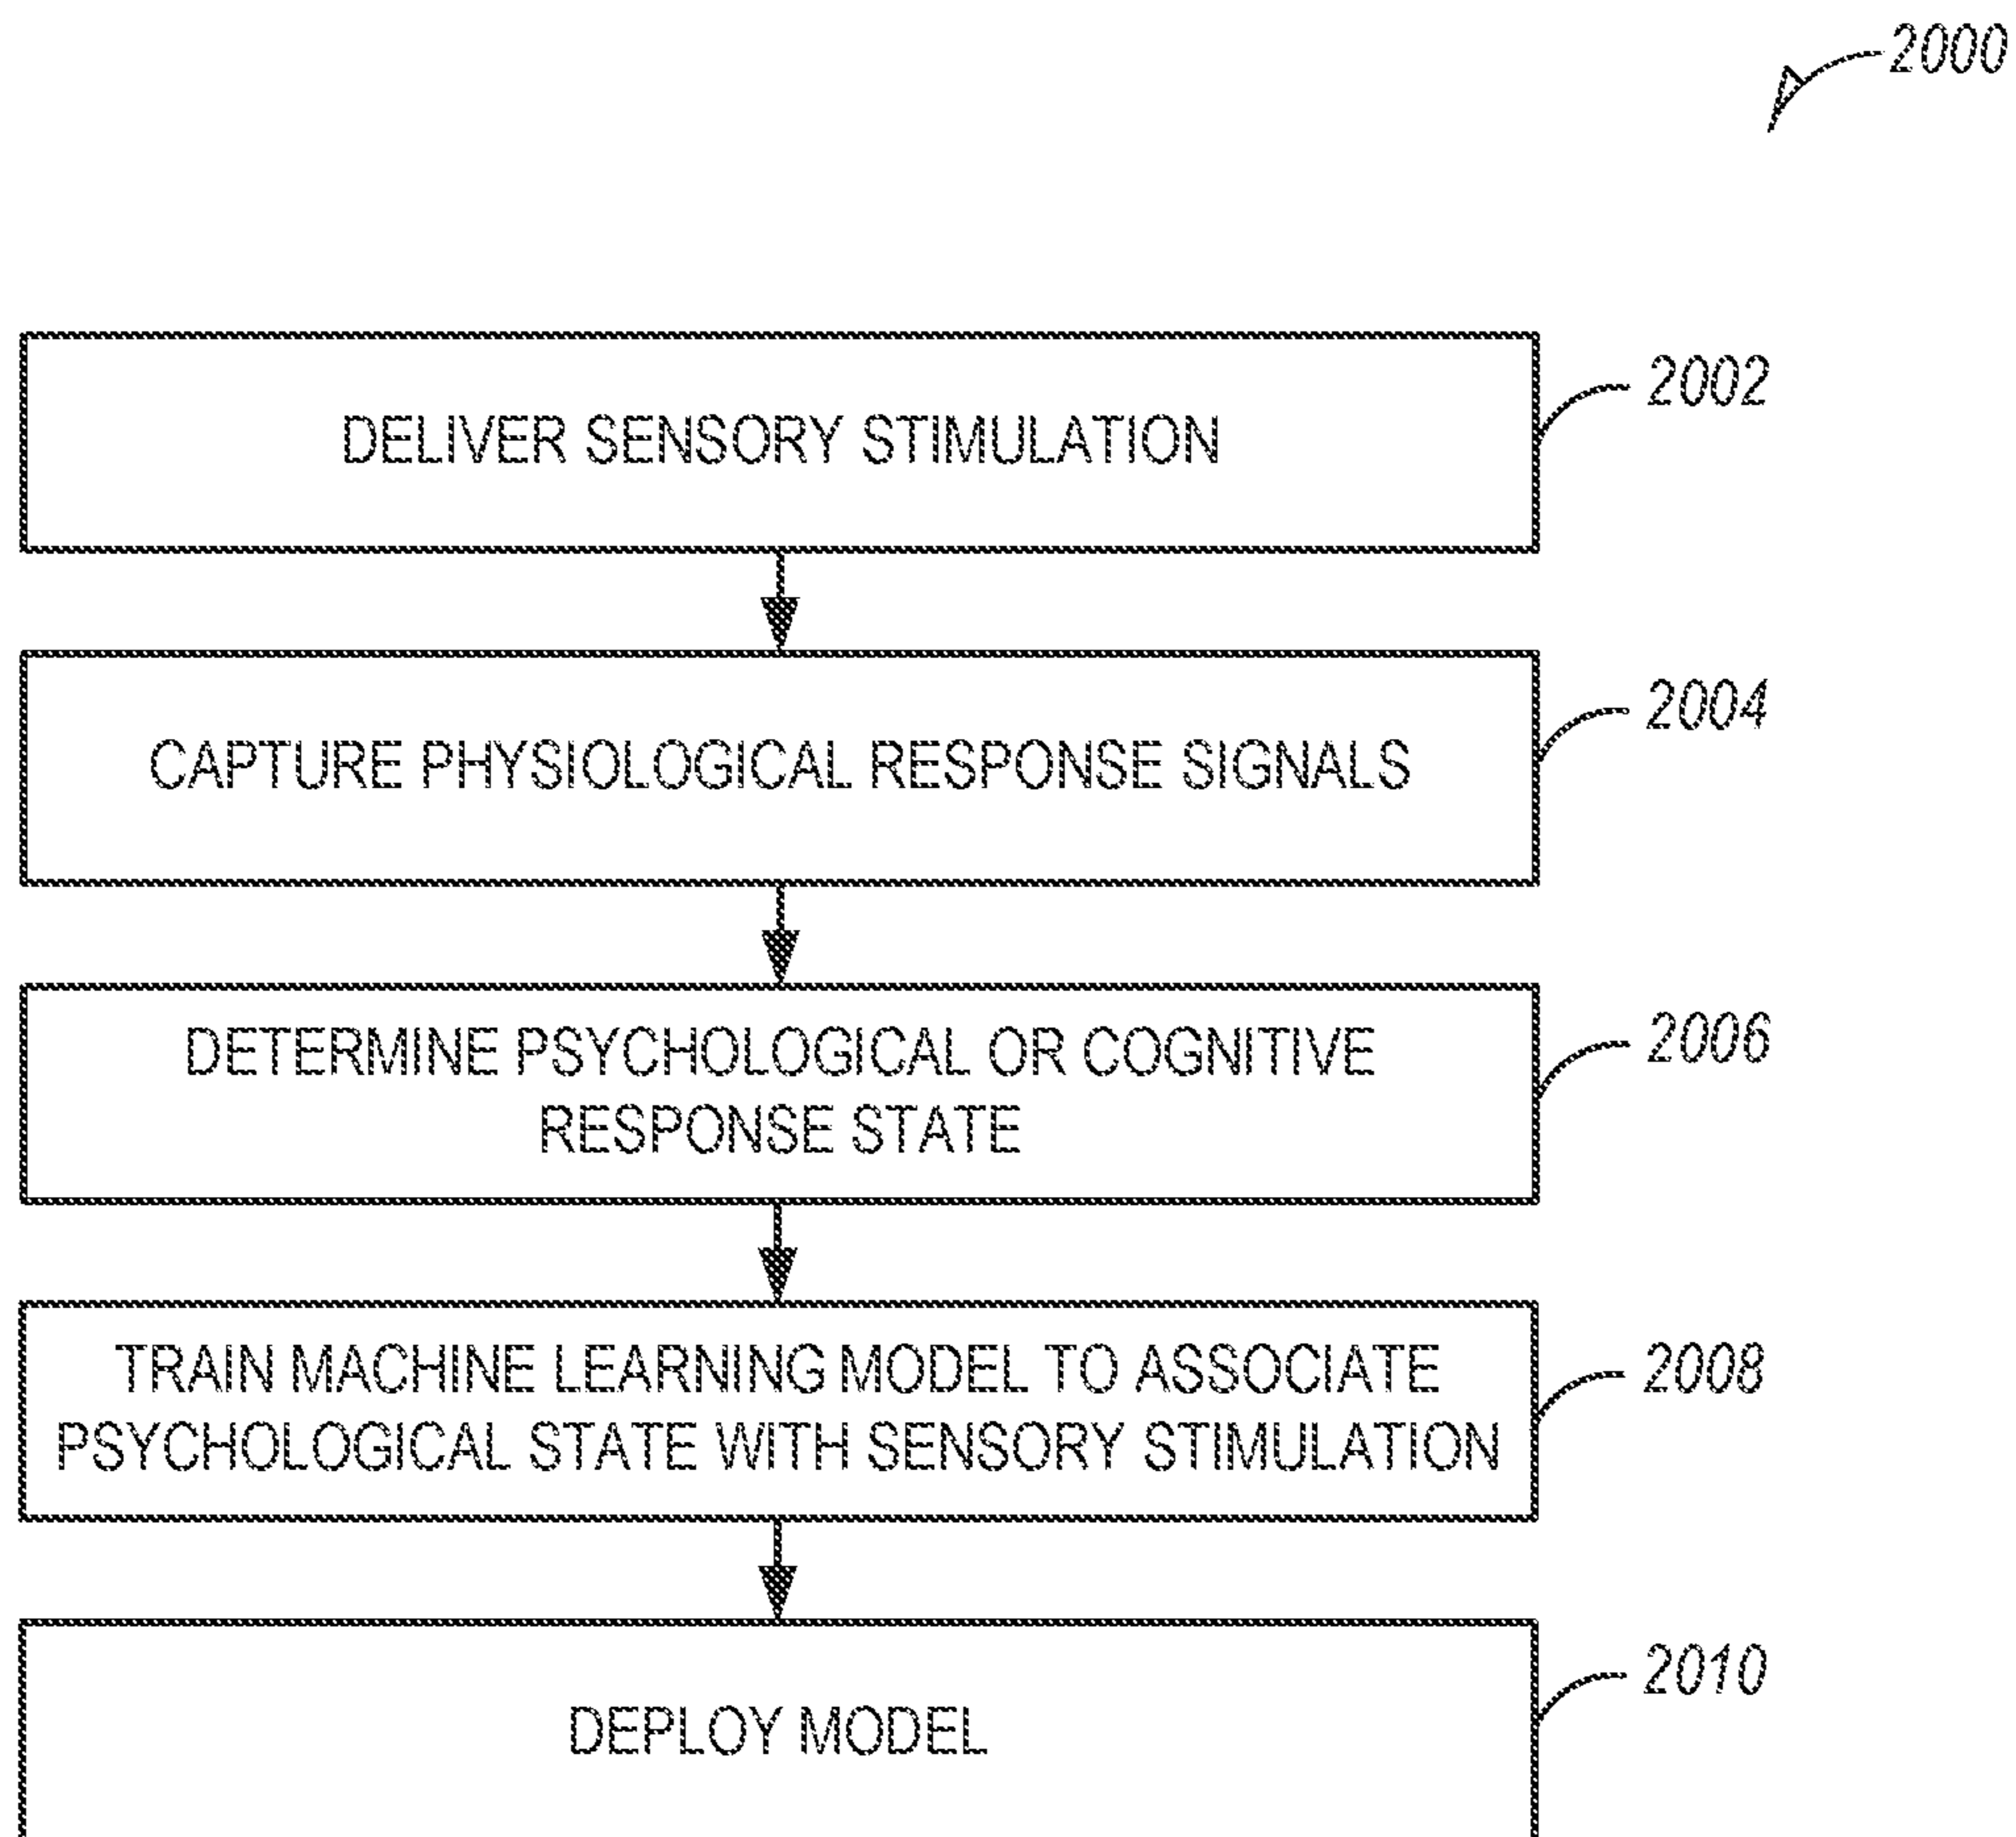 2000
DELIVER SENSORY STIMULATION
2002
CAPTURE PHYSIOLOGICAL RESPONSE SIGNALS
2004
DETERMINE PSYCHOLOGICAL OR COGNITIVE
RESPONSE STATE
2006
TRAIN MACHINE LEARNING MODEL TO ASSOCIATE
PSYCHOLOGICAL STATE WITH SENSORY STIMULATION
2008
DEPLOY MODEL
2010